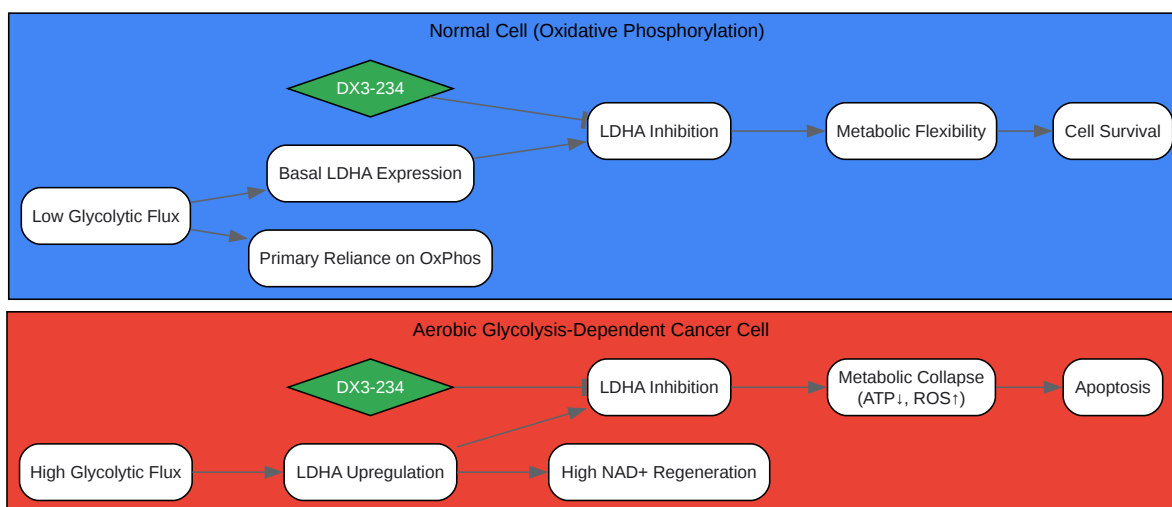 Normal Cell (Oxidative Phosphorylation)
DX3-234
LDHA Inhibition
Metabolic Flexibility
Cell Survival
Basal LDHA Expression
Low Glycolytic Flux
Primary Reliance on OxPhos
Aerobic Glycolysis-Dependent Cancer Cell
DX3-234
LDHA Inhibition
Metabolic Collapse
(ATP↓, ROS↑)
Apoptosis
High Glycolytic Flux
LDHA Upregulation
High NAD+ Regeneration